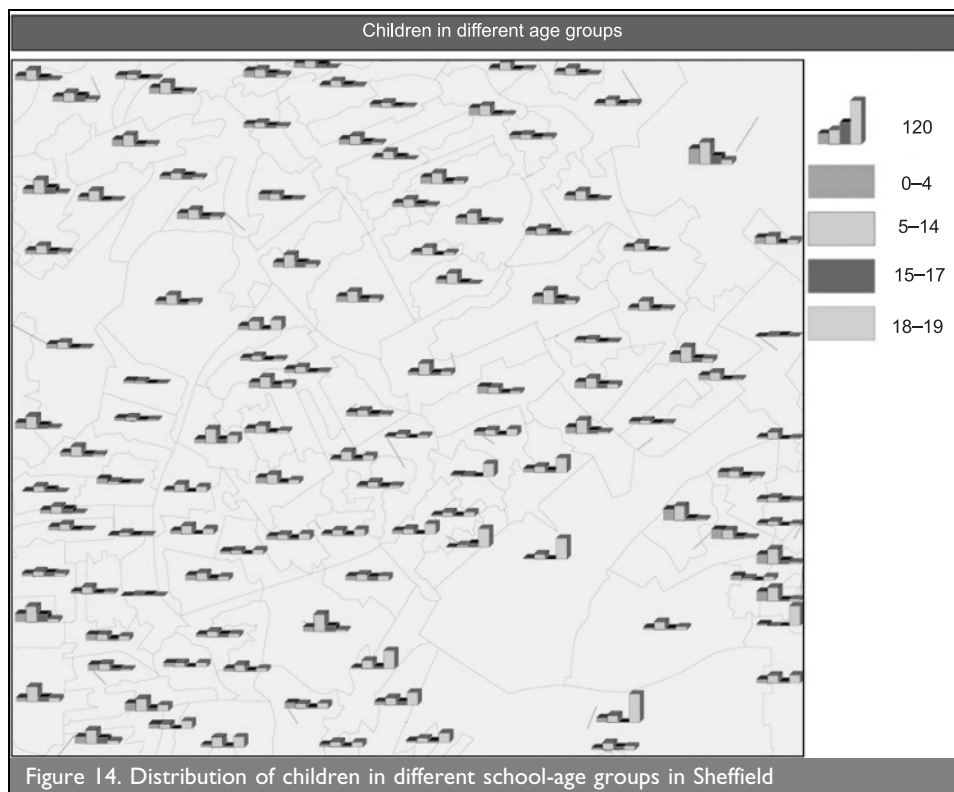 Children in different age groups
120
0–4
5–14
15–17
18–19
Figure 14. Distribution of children in different school-age groups in Sheffield